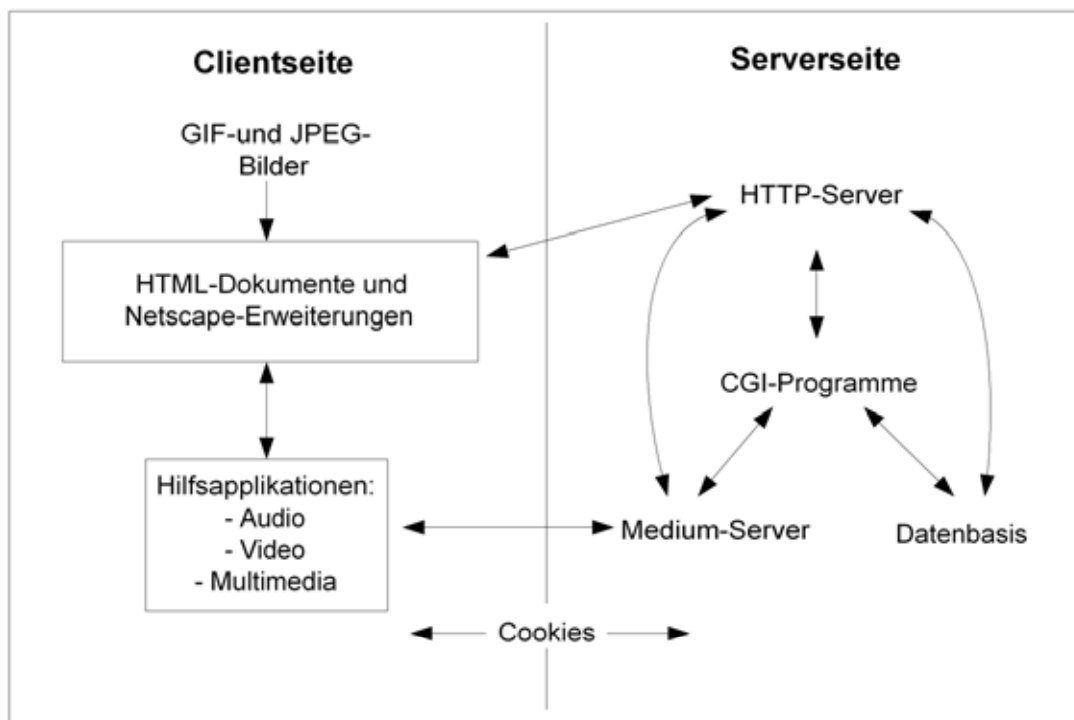 Clientseite
GIF-und JPEG-
Bilder
HTML-Dokumente und
Netscape-Erweiterungen
Hilfsapplikationen:
- Audio
- Video
- Multimedia
Serverseite
HTTP-Server
CGI-Programme
Medium-Server
Datenbasis
Cookies